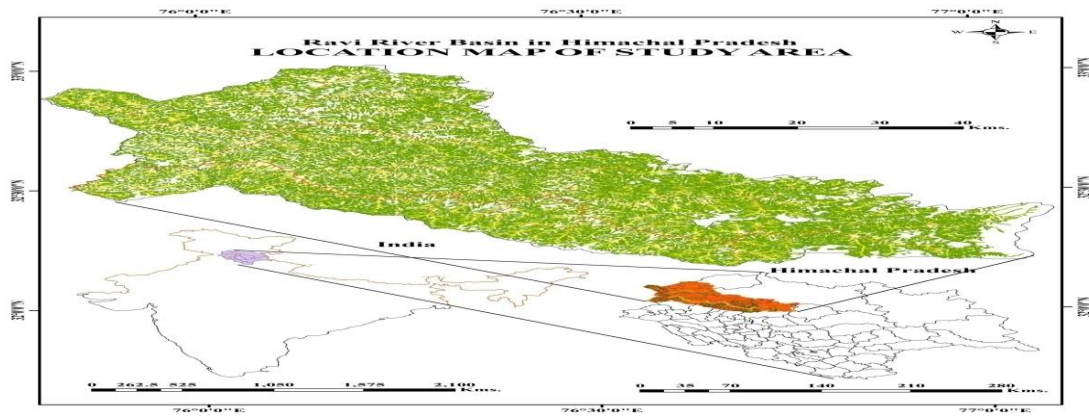 76°0'0"E 76°30'0"E 77°0'0"E
N
W E
S
Ravi River Basin in Himachal Pradesh
LOCATION MAP OF STUDY AREA
0 5 10 20 30 40
Kms.
India
Himachal Pradesh
0 262.5 525 1,050 1,575 2,100
Kms.
0 35 70 140 210 280
Kms.
76°0'0"E 76°30'0"E 77°0'0"E